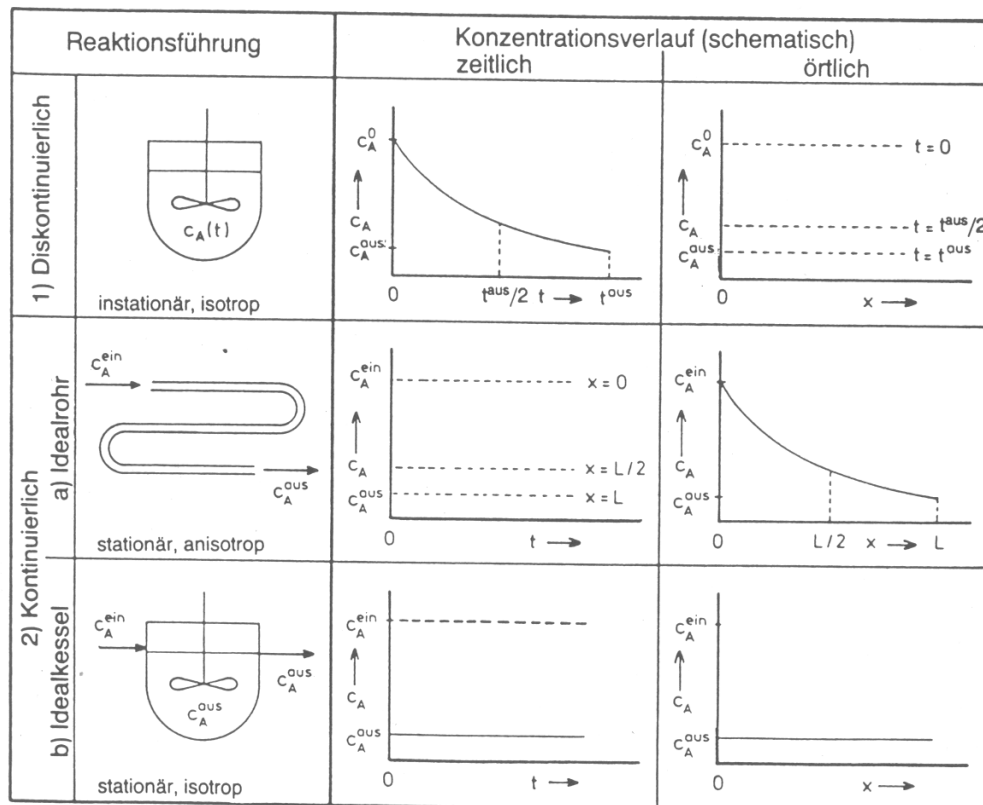 Reaktionsführung
Konzentrationsverlauf (schematisch)
zeitlich
örtlich
1) Diskontinuierlich
c_A(t)
instationär, isotrop
c_A^0
c_A
c_A^aus
0
t^aus/2
t
t^aus
c_A^0
c_A
c_A^aus
t = 0
t = t^aus/2
t = t^aus
0
x
2) Kontinuierlich
a) Idealrohr
c_A^ein
c_A^aus
stationär, anisotrop
c_A^ein
c_A
c_A^aus
x = 0
x = L/2
x = L
0
t
c_A^ein
c_A
c_A^aus
0
L/2
x
L
b) Idealkessel
c_A^ein
c_A^aus
c_A^aus
stationär, isotrop
c_A^ein
c_A
c_A^aus
0
t
c_A^ein
c_A
c_A^aus
0
x